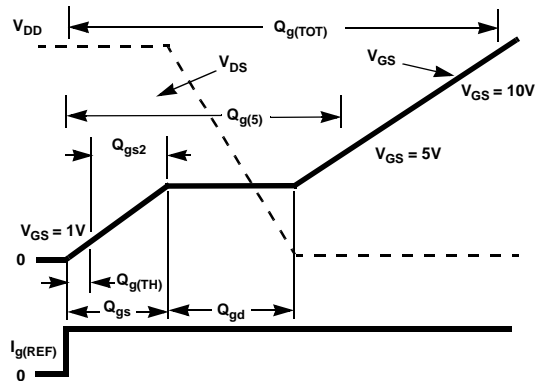 V_DD
Q_g(TOT)
V_DS
V_GS
V_GS = 10V
Q_g(5)
Q_gs2
V_GS = 5V
V_GS = 1V
0
Q_g(TH)
Q_gs
Q_gd
I_g(REF)
0